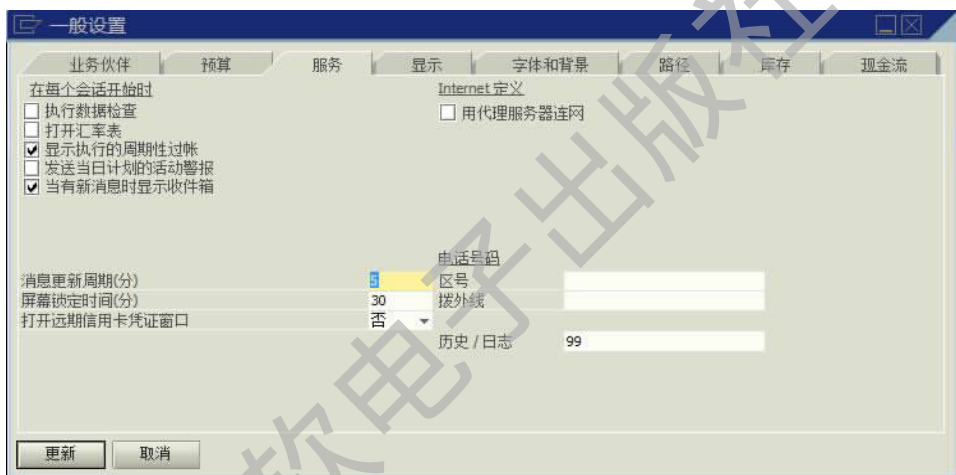 一般设置
业务伙伴 预算 服务 显示 字体和背景 路径 库存 现金流
在每个会话开始时
执行数据检查
打开汇率表
显示执行的周期性过帐
发送当日计划的活动警报
当有新消息时显示收件箱
Internet 定义
用代理服务器连网
消息更新周期(分) 5
屏幕锁定时间(分) 30
打开远期信用卡凭证窗口 否
电话号码
区号
拨外线
历史 / 日志 99
更新 取消
软电子出版社